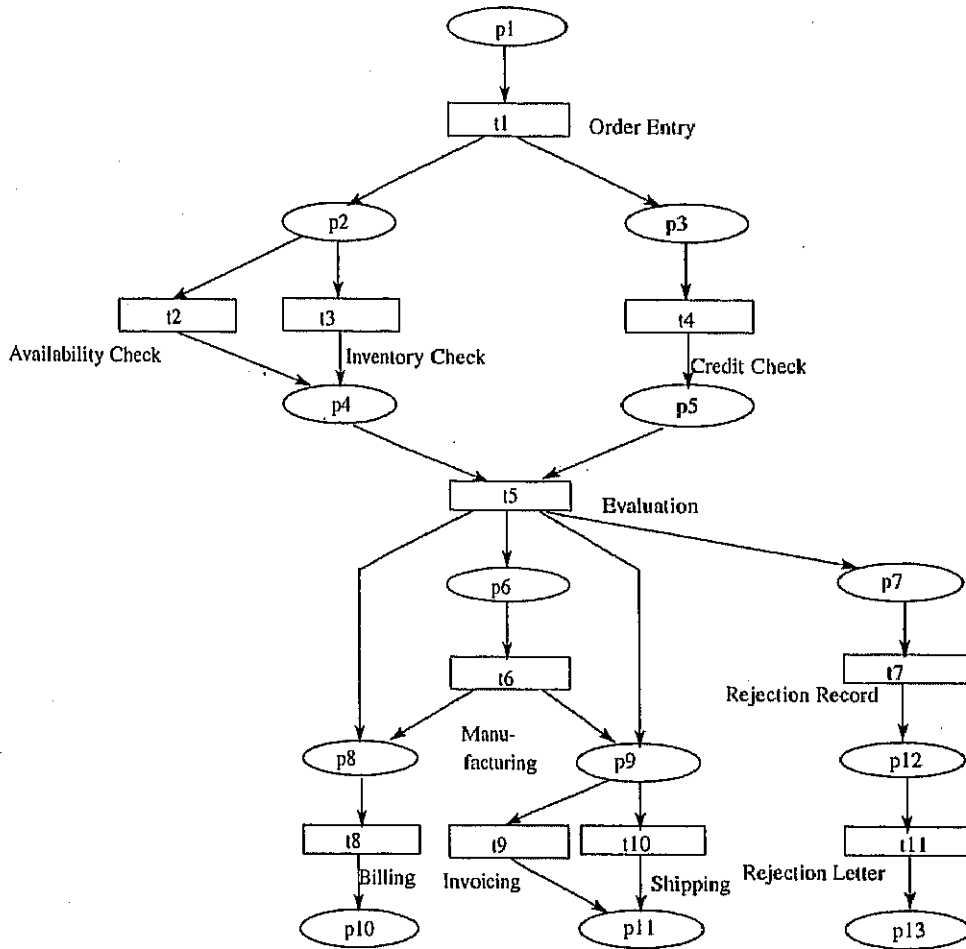 p1
t1 Order Entry
p2 p3
t2 t3 t4
Availability Check Inventory Check Credit Check
p4 p5
t5 Evaluation
p6 p7
t6 t7
Rejection Record
Manu-
facturing
p8 p9 p12
t8 t9 t10 t11
Billing Invoicing Shipping Rejection Letter
p10 p11 p13